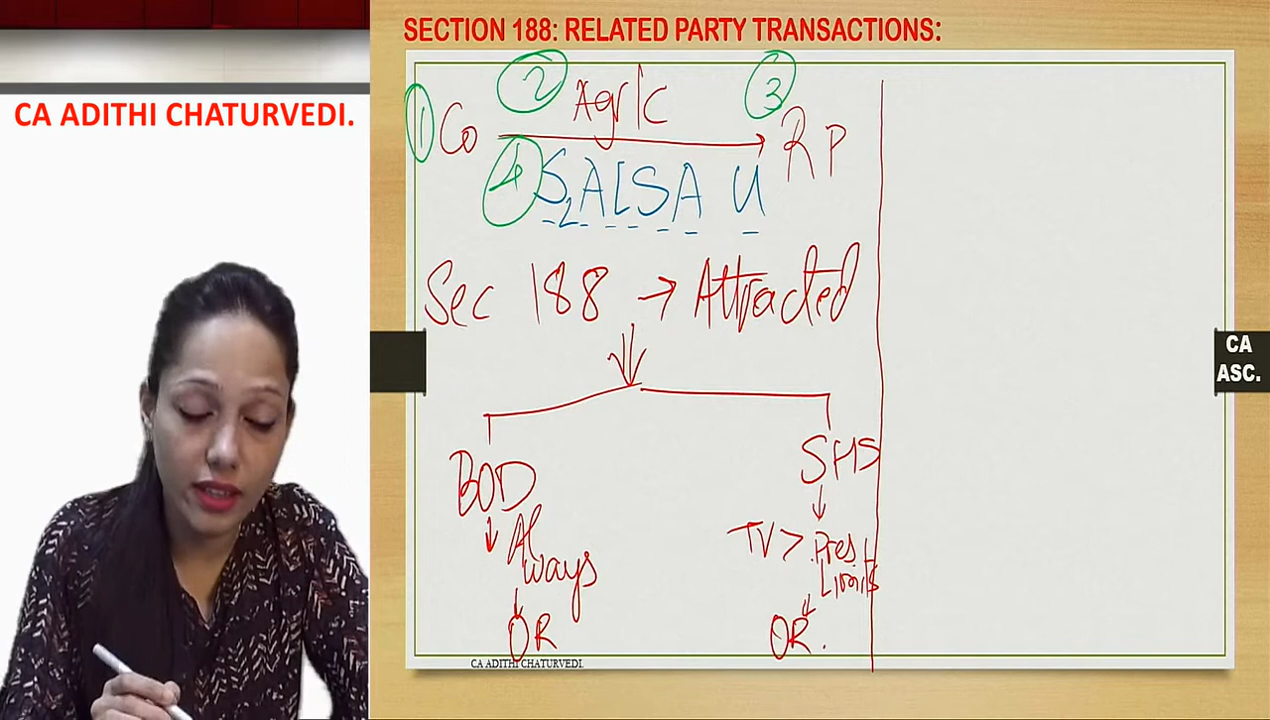 SECTION 188: RELATED PARTY TRANSACTIONS:
CA ADITHI CHATURVEDI.
① Co ② Agr/c ③ RP
④ S2ALSA U
Sec 188 → Attracted
BOD
SHS
Always
TV > Pres. Limits
OR
OR.
CA ASC.
CA ADITHI CHATURVEDI.